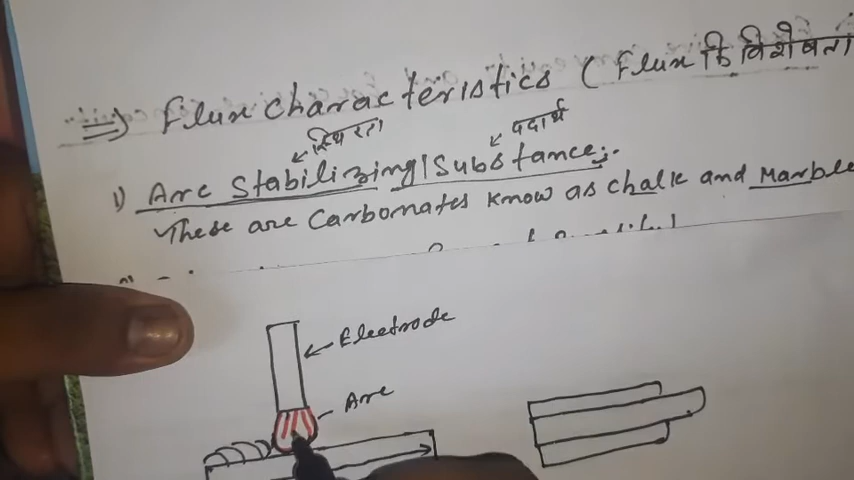 ⇒ Flux characteristics ( Flux कि विशेषता
स्थिरता पदार्थ
1) Arc Stabilizing / Substance :-
These are Carbonates know as chalk and Marble
Electrode
Arc